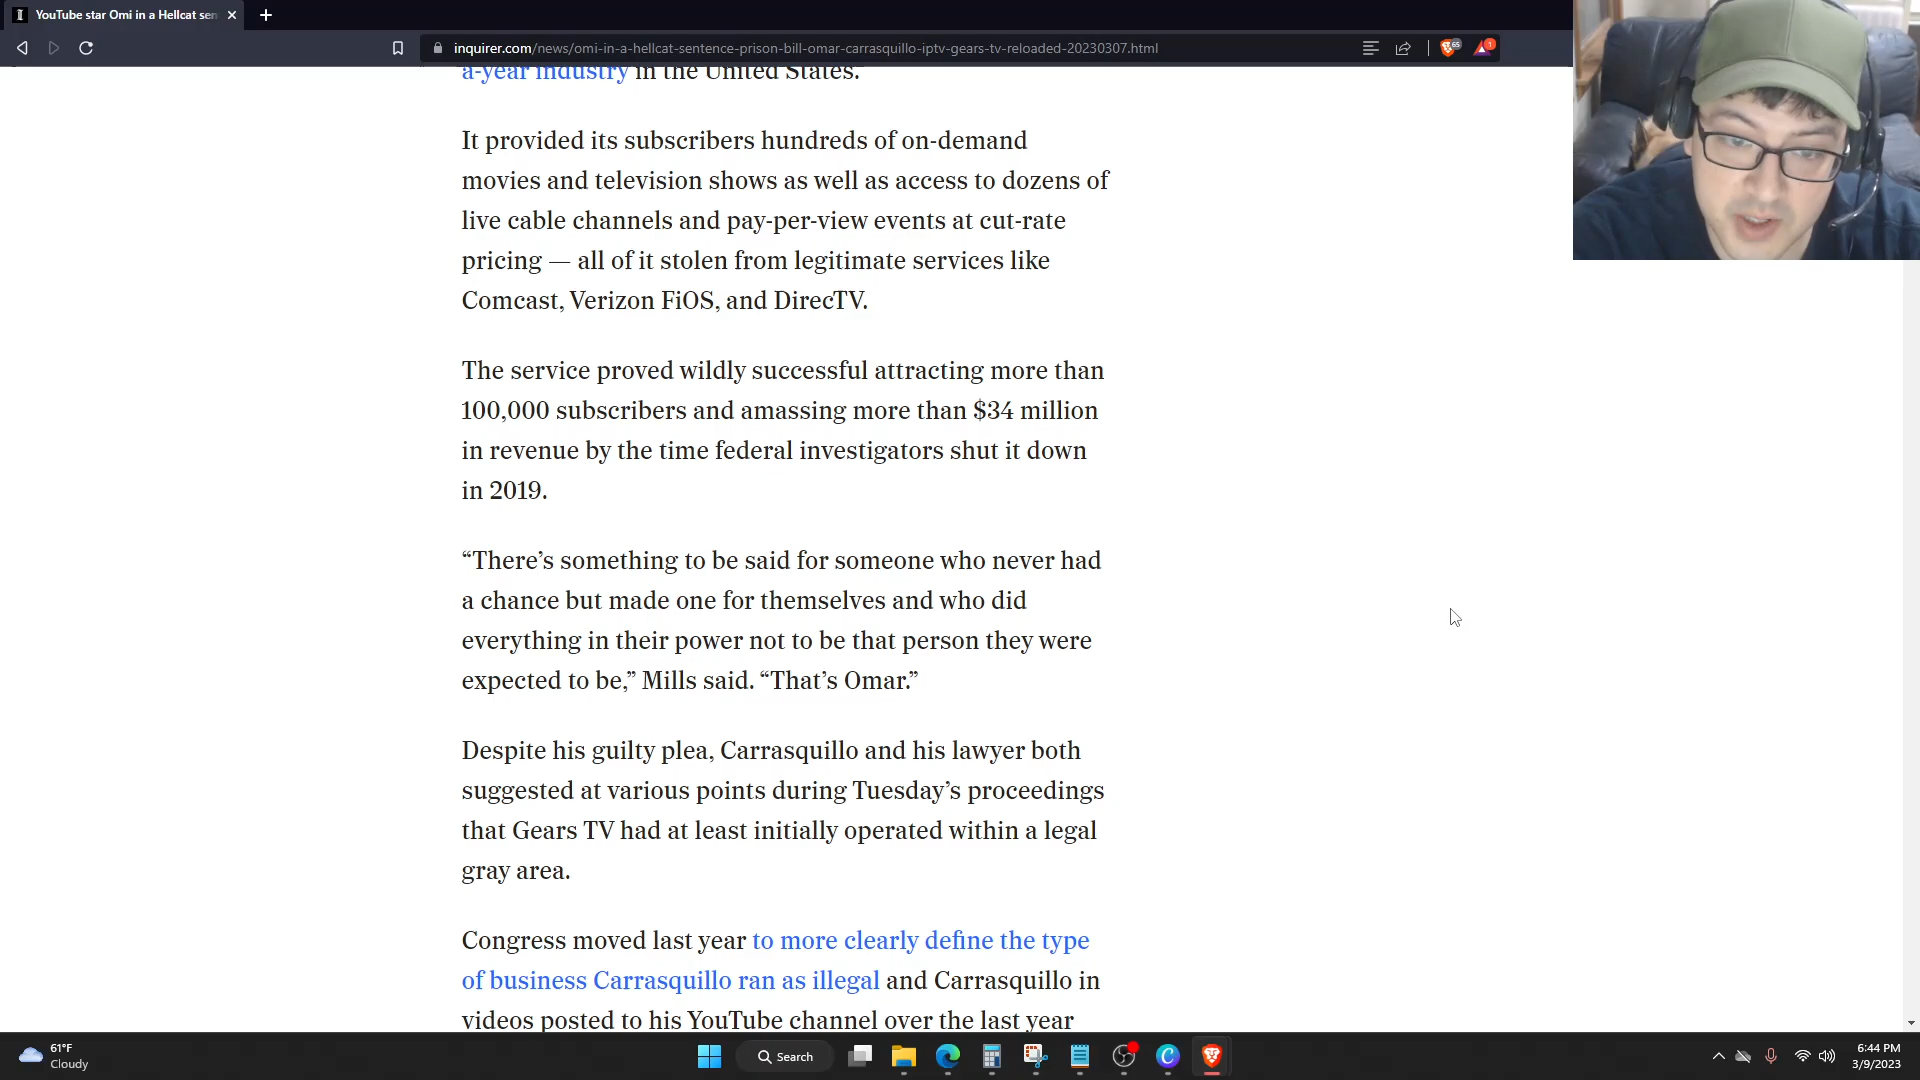 YouTube star Omi in a Hellcat sen
inquirer.com/news/omi-in-a-hellcat-sentence-prison-bill-omar-carrasquillo-iptv-gears-tv-reloaded-20230307.html
65
1
a-year industry in the United States.
It provided its subscribers hundreds of on-demand
movies and television shows as well as access to dozens of
live cable channels and pay-per-view events at cut-rate
pricing — all of it stolen from legitimate services like
Comcast, Verizon FiOS, and DirecTV.
The service proved wildly successful attracting more than
100,000 subscribers and amassing more than $34 million
in revenue by the time federal investigators shut it down
in 2019.
“There’s something to be said for someone who never had
a chance but made one for themselves and who did
everything in their power not to be that person they were
expected to be,” Mills said. “That’s Omar.”
Despite his guilty plea, Carrasquillo and his lawyer both
suggested at various points during Tuesday’s proceedings
that Gears TV had at least initially operated within a legal
gray area.
Congress moved last year to more clearly define the type
of business Carrasquillo ran as illegal and Carrasquillo in
videos posted to his YouTube channel over the last year
61°F
Cloudy
Search
6:44 PM
3/9/2023